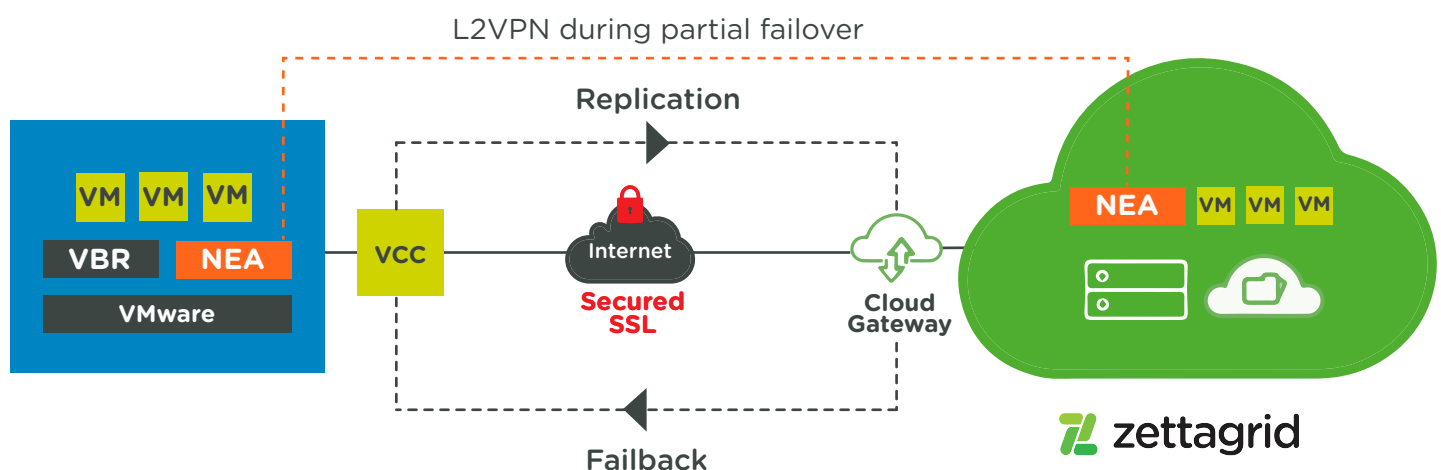 L2VPN during partial failover
Replication
VM VM VM
VBR NEA
VMware
VCC
Internet
Secured
SSL
Cloud
Gateway
NEA VM VM VM
Failback
zettagrid